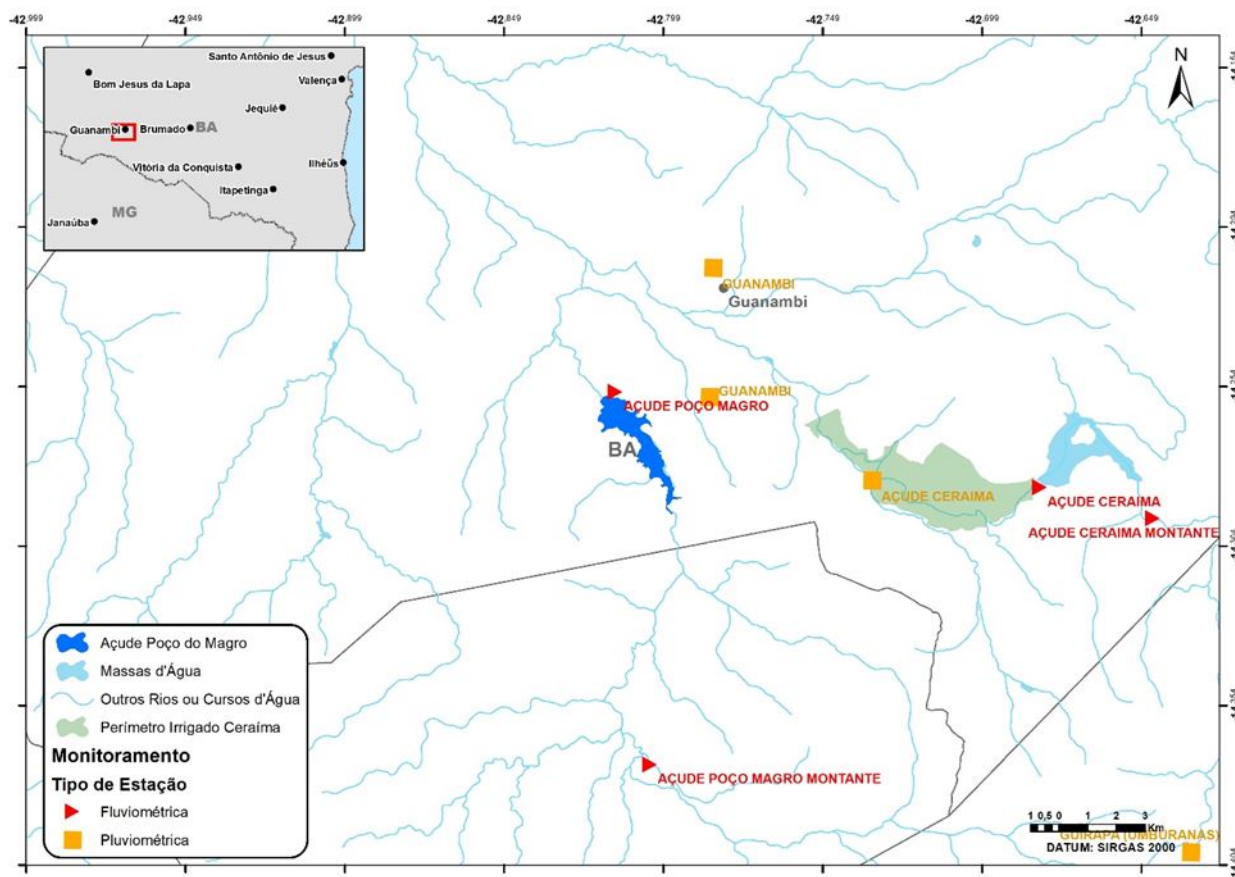 -42.999 -42.949 -42.899 -42.849 -42.799 -42.749 -42.699 -42.649
N
Santo Antônio de Jesus
Bom Jesus da Lapa
Valença
Jequié
Guanambi
Brumado
BA
Vitória da Conquista
Ilhéus
Itapetinga
MG
Janaúba
GUANAMBI
Guanambi
GUANAMBI
AÇUDE POÇO MAGRO
BA
AÇUDE CERAIMA
AÇUDE CERAIMA
AÇUDE CERAIMA MONTANTE
AÇUDE POÇO MAGRO MONTANTE
Açude Poço do Magro
Massas d'Água
Outros Rios ou Cursos d'Água
Perímetro Irrigado Ceraíma
Monitoramento
Tipo de Estação
Fluviométrica
Pluviométrica
1 0,5 0 1 2 3 Km
GUIRAPA (UMBURANAS)
DATUM: SIRGAS 2000